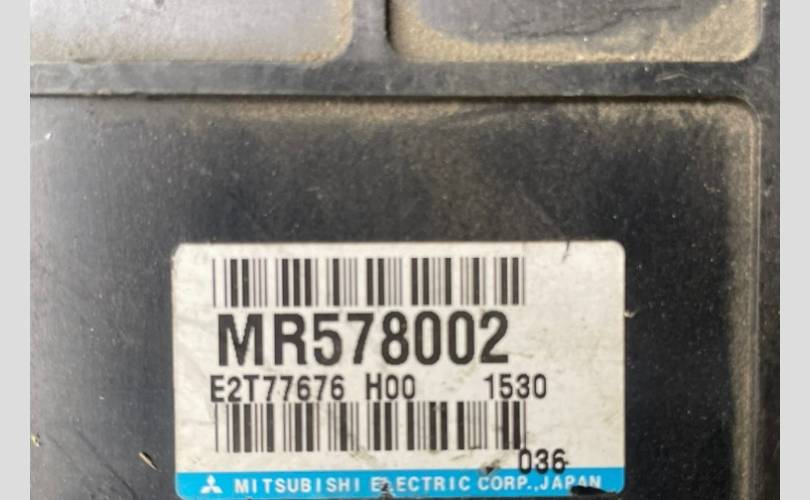 MR578002
E2T77676 H00 1530
036
MITSUBISHI ELECTRIC CORP.,JAPAN